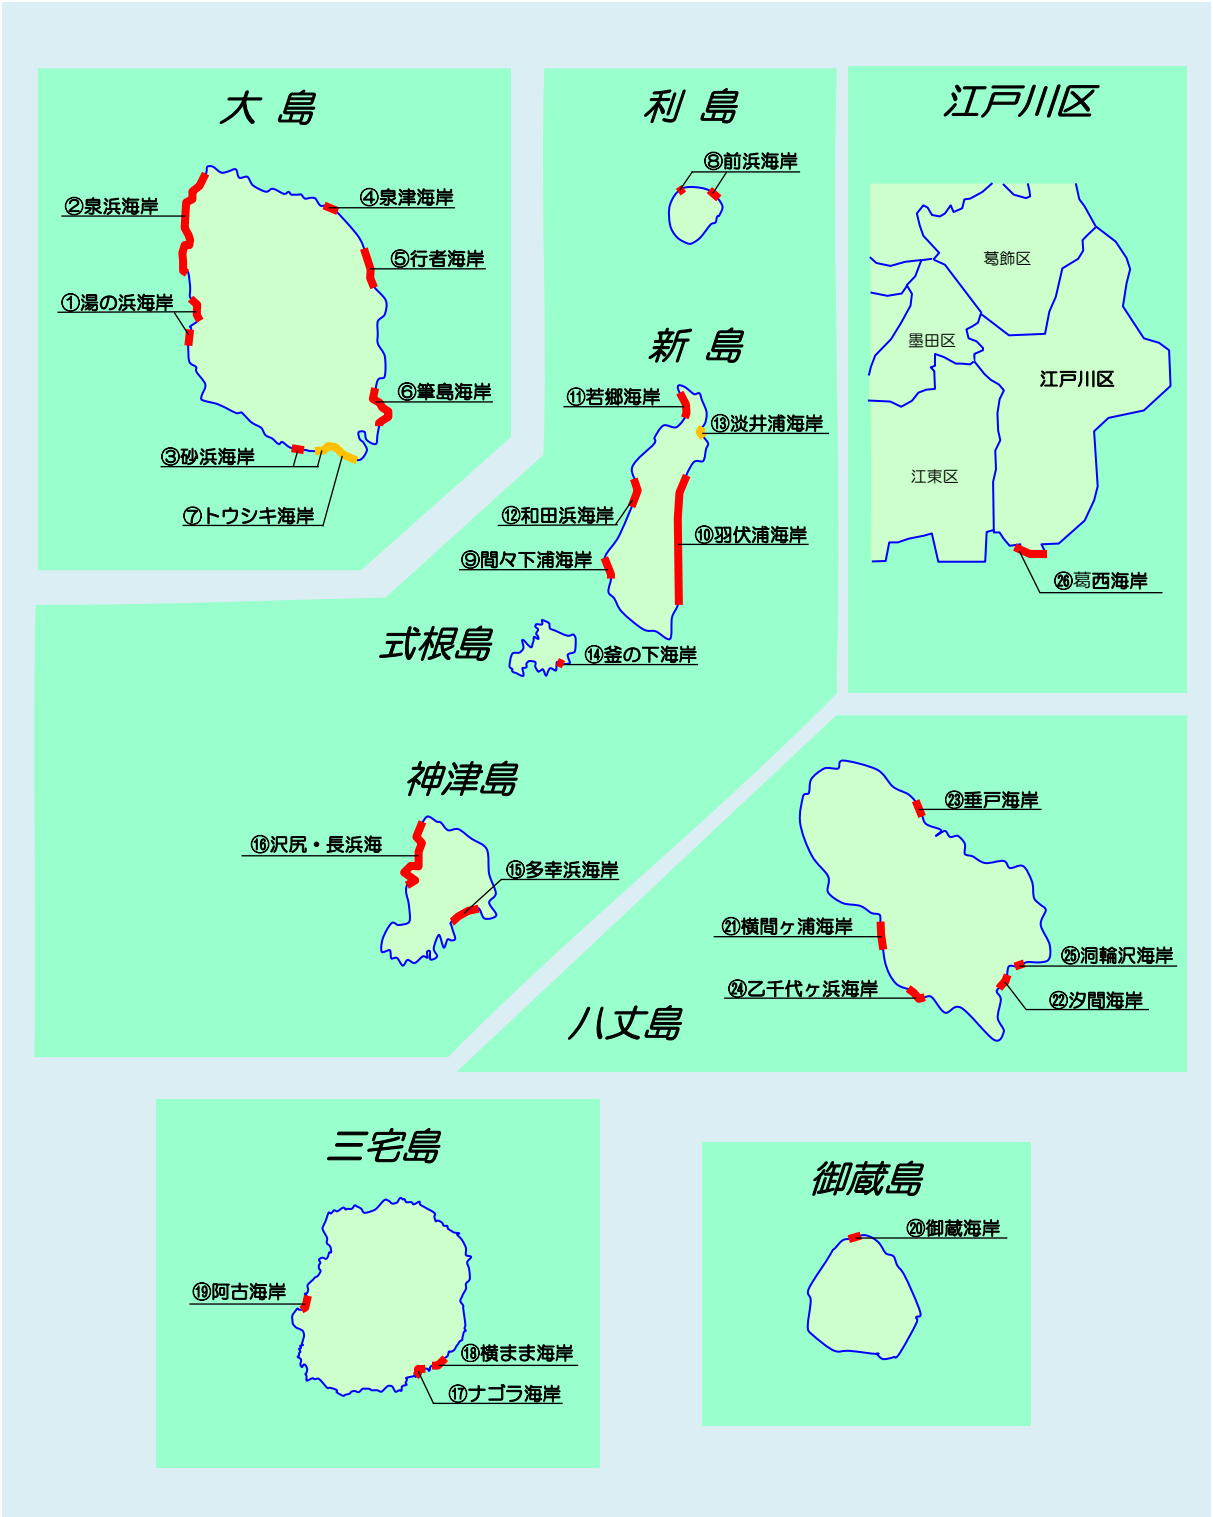 大島
②泉浜海岸
④泉津海岸
⑤行者海岸
①湯の浜海岸
⑥筆島海岸
③砂浜海岸
⑦トウシキ海岸
利島
⑧前浜海岸
新島
⑪若郷海岸
⑬淡井浦海岸
⑫和田浜海岸
⑩羽伏浦海岸
⑨間々下浦海岸
式根島
⑭釜の下海岸
神津島
⑯沢尻・長浜海
⑮多幸浜海岸
江戸川区
葛飾区
墨田区
江戸川区
江東区
㉖葛西海岸
八丈島
㉓垂戸海岸
㉑横間ヶ浦海岸
㉕洞輪沢海岸
㉔乙千代ヶ浜海岸
㉒汐間海岸
三宅島
⑲阿古海岸
⑱横まま海岸
⑰ナゴラ海岸
御蔵島
⑳御蔵海岸